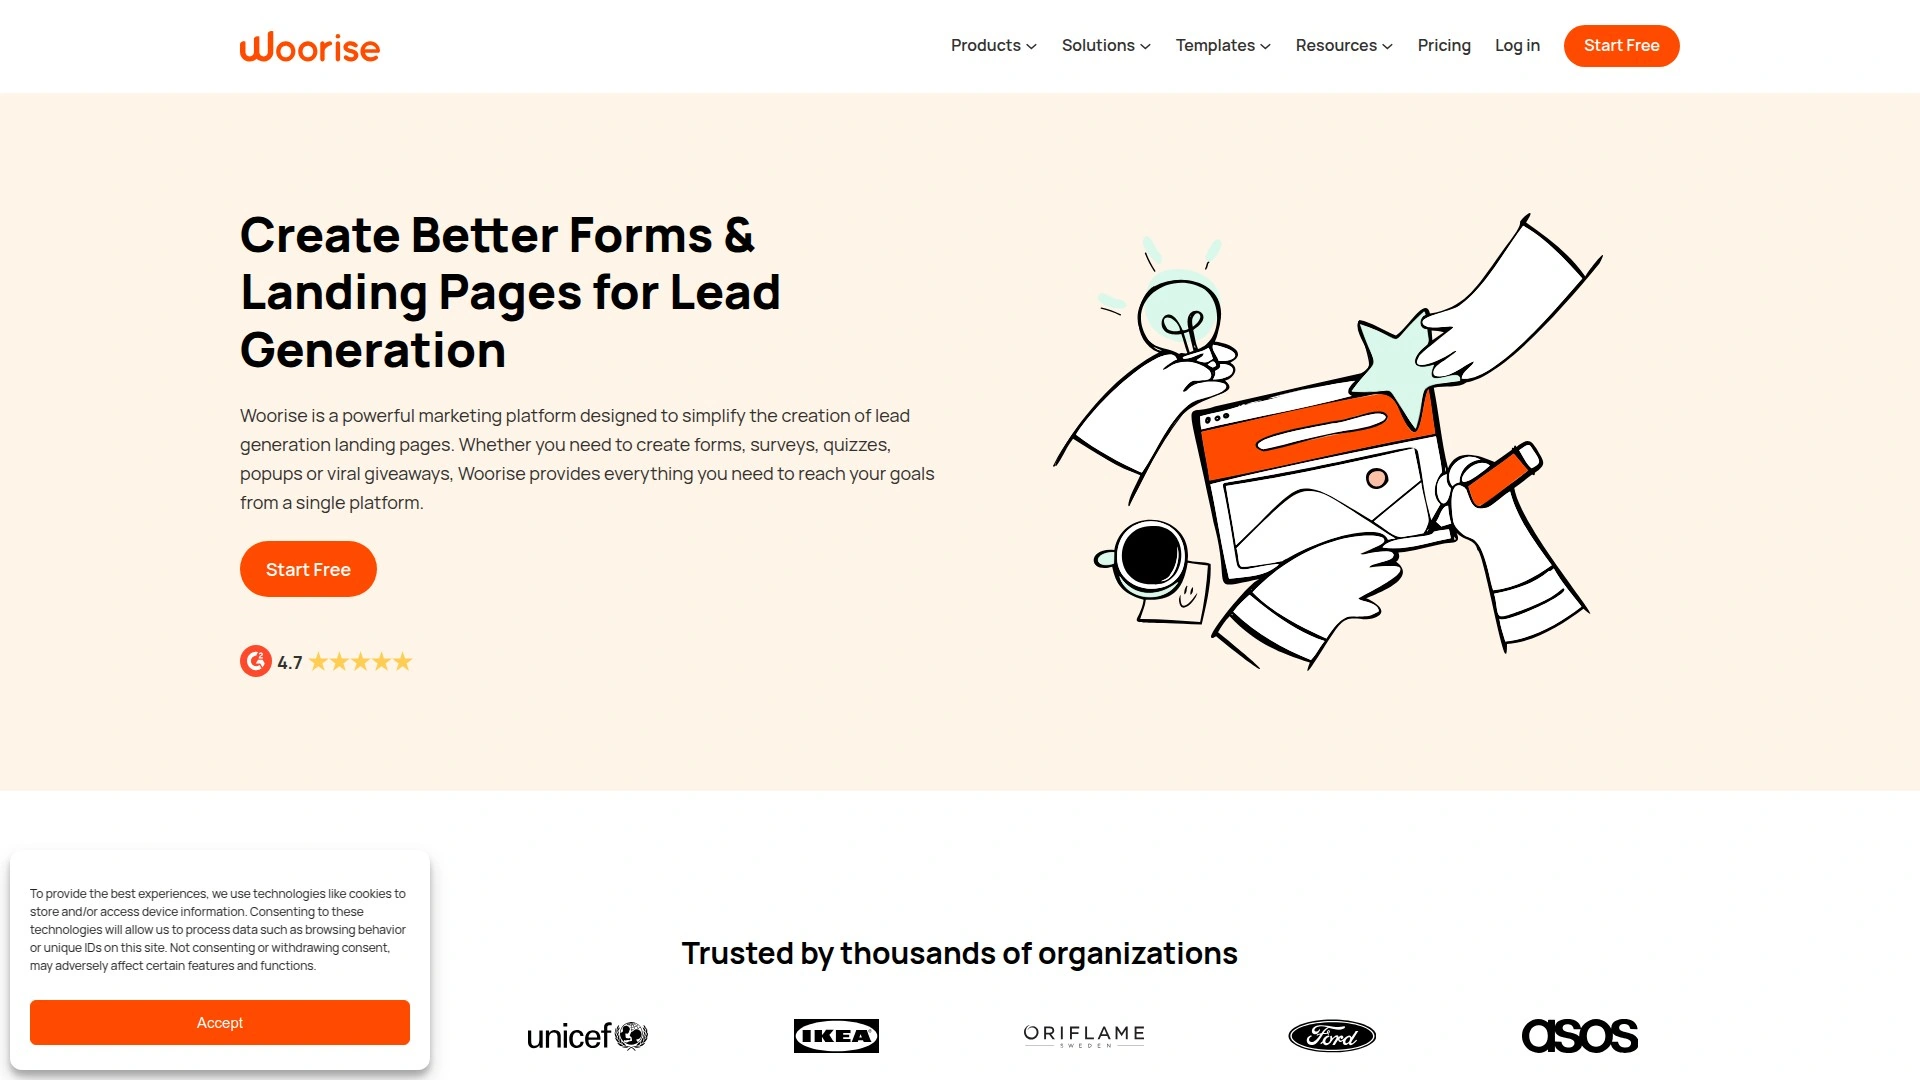 Woorise
Products
Solutions
Templates
Resources
Pricing
Log in
Start Free
Create Better Forms &
Landing Pages for Lead
Generation
Woorise is a powerful marketing platform designed to simplify the creation of lead
generation landing pages. Whether you need to create forms, surveys, quizzes,
popups or viral giveaways, Woorise provides everything you need to reach your goals
from a single platform.
Start Free
G2 4.7
To provide the best experiences, we use technologies like cookies to
store and/or access device information. Consenting to these
technologies will allow us to process data such as browsing behavior
or unique IDs on this site. Not consenting or withdrawing consent,
may adversely affect certain features and functions.
Accept
Trusted by thousands of organizations
unicef
IKEA
ORIFLAME
SWEDEN
Ford
asos